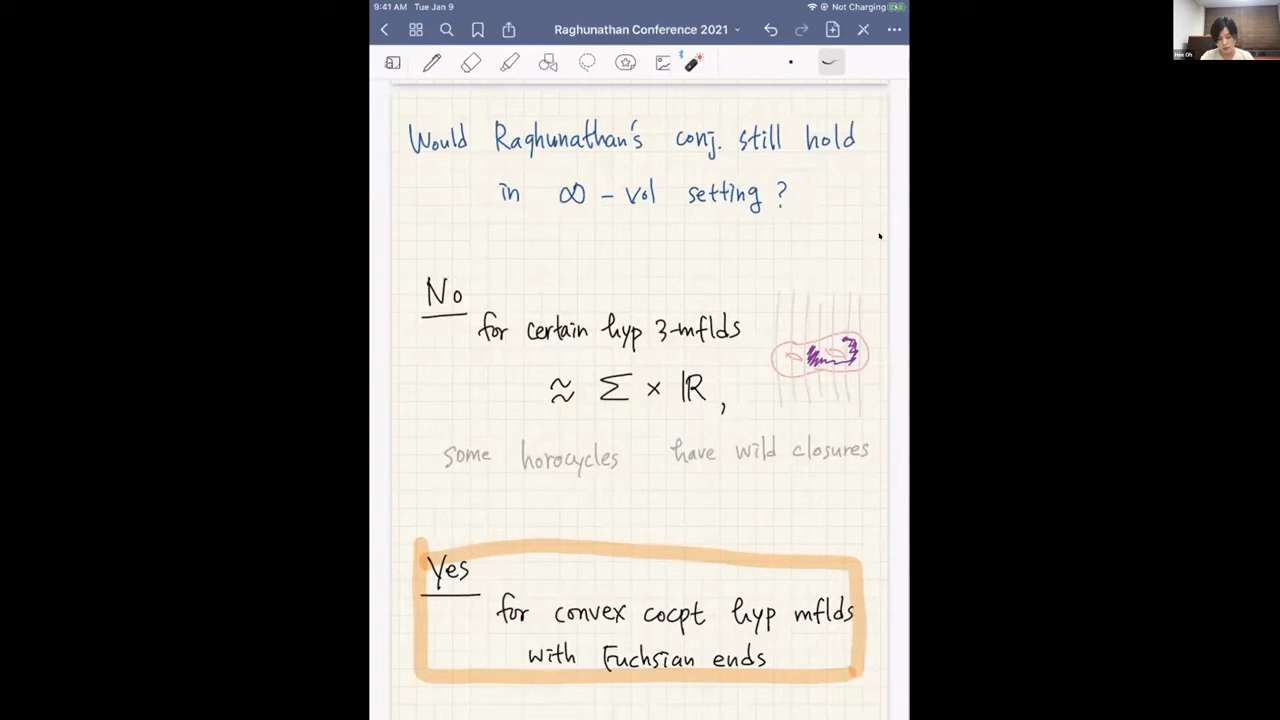 9:41 AM Tue Jan 9
Not Charging
Raghunathan Conference 2021
Would Raghunathan's conj. still hold
in ∞ - vol setting ?
No
for certain hyp 3-mflds
≈ Σ × ℝ ,
some horocycles have wild closures
Yes
for convex cocpt hyp mflds
with Fuchsian ends
Hee Oh